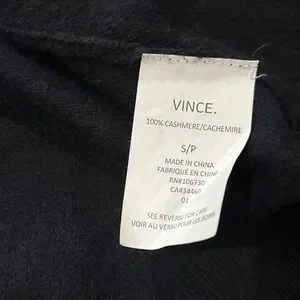 VINCE.
100% CASHMERE/CACHEMIRE
S/P
MADE IN CHINA
FABRIQUÉ EN CHINE
RN#106730
CA#34460
01
SEE REVERSE FOR CARE
VOIR AU VERSO POUR LES SOINS